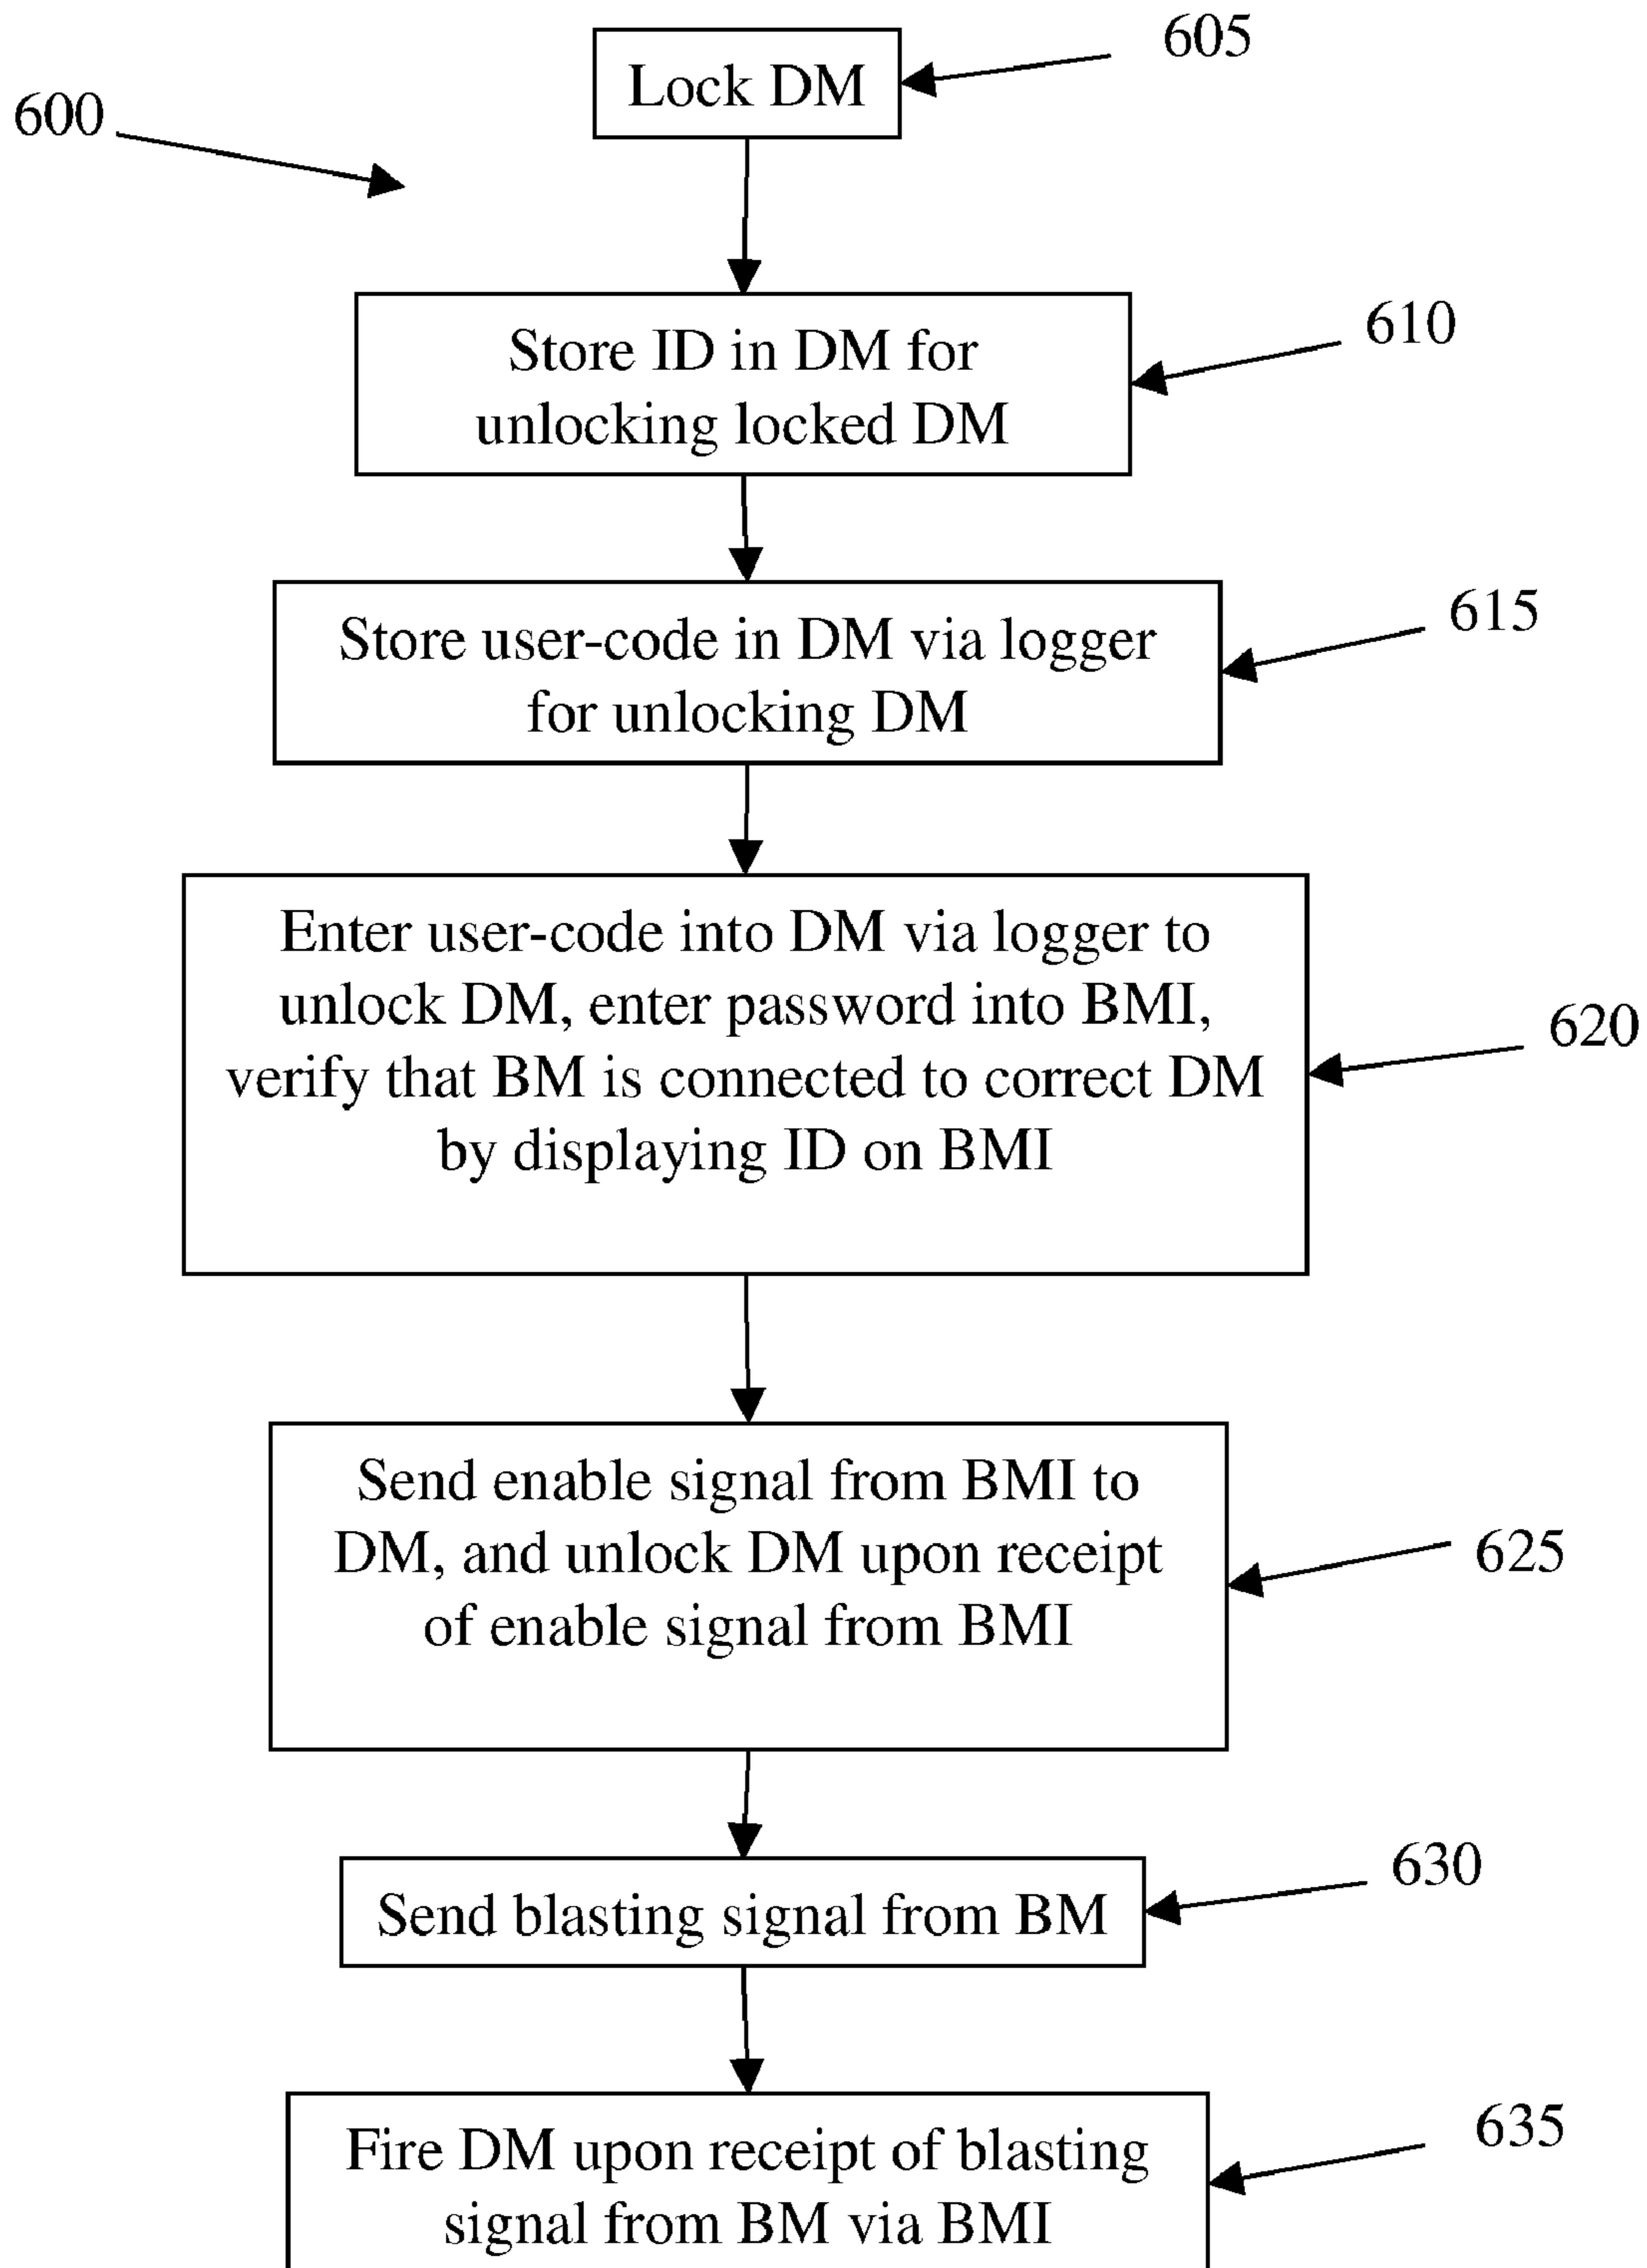 605
Lock DM
600
610
Store ID in DM for
unlocking locked DM
615
Store user-code in DM via logger
for unlocking DM
620
Enter user-code into DM via logger to
unlock DM, enter password into BMI,
verify that BM is connected to correct DM
by displaying ID on BMI
625
Send enable signal from BMI to
DM, and unlock DM upon receipt
of enable signal from BMI
630
Send blasting signal from BM
635
Fire DM upon receipt of blasting
signal from BM via BMI